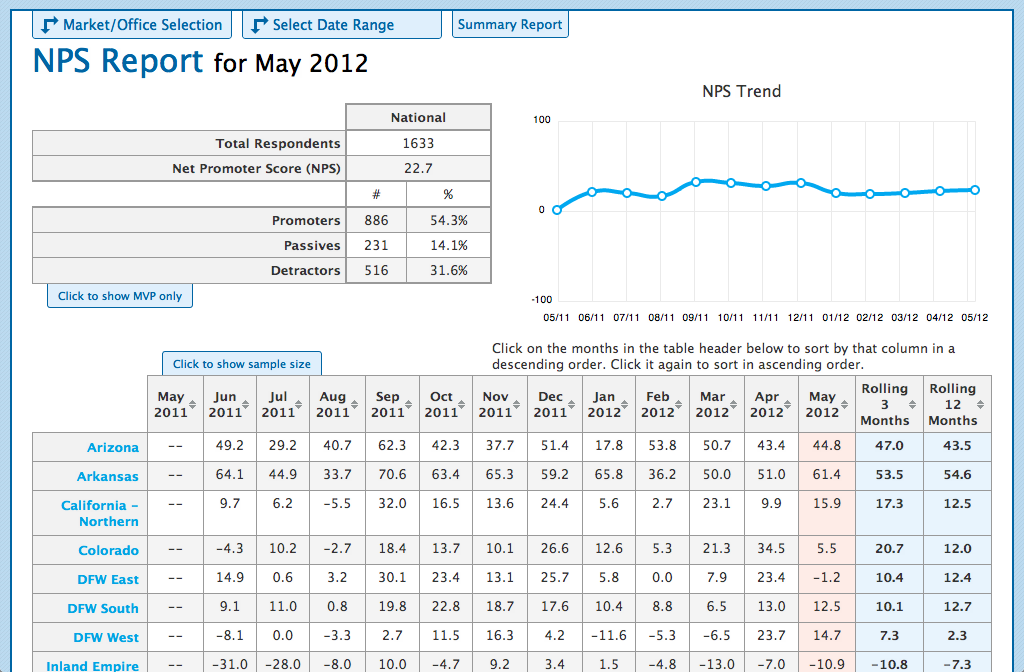 Market/Office Selection Select Date Range Summary Report
NPS Report for May 2012
National
Total Respondents 1633
Net Promoter Score (NPS) 22.7
# %
Promoters 886 54.3%
Passives 231 14.1%
Detractors 516 31.6%
Click to show MVP only
NPS Trend
100
0
-100
05/11 06/11 07/11 08/11 09/11 10/11 11/11 12/11 01/12 02/12 03/12 04/12 05/12
Click on the months in the table header below to sort by that column in a
descending order. Click it again to sort in ascending order.
Click to show sample size
May 2011 Jun 2011 Jul 2011 Aug 2011 Sep 2011 Oct 2011 Nov 2011 Dec 2011 Jan 2012 Feb 2012 Mar 2012 Apr 2012 May 2012 Rolling 3 Months Rolling 12 Months
Arizona -- 49.2 29.2 40.7 62.3 42.3 37.7 51.4 17.8 53.8 50.7 43.4 44.8 47.0 43.5
Arkansas -- 64.1 44.9 33.7 70.6 63.4 65.3 59.2 65.8 36.2 50.0 51.0 61.4 53.5 54.6
California - -- 9.7 6.2 -5.5 32.0 16.5 13.6 24.4 5.6 2.7 23.1 9.9 15.9 17.3 12.5
Northern
Colorado -- -4.3 10.2 -2.7 18.4 13.7 10.1 26.6 12.6 5.3 21.3 34.5 5.5 20.7 12.0
DFW East -- 14.9 0.6 3.2 30.1 23.4 13.1 25.7 5.8 0.0 7.9 23.4 -1.2 10.4 12.4
DFW South -- 9.1 11.0 0.8 19.8 22.8 18.7 17.6 10.4 8.8 6.5 13.0 12.5 10.1 12.7
DFW West -- -8.1 0.0 -3.3 2.7 11.5 16.3 4.2 -11.6 -5.3 -6.5 23.7 14.7 7.3 2.3
Inland Empire -- -31.0 -28.0 -8.0 10.0 -4.7 9.2 3.4 1.5 -4.8 -13.0 -7.0 -10.9 -10.8 -7.3